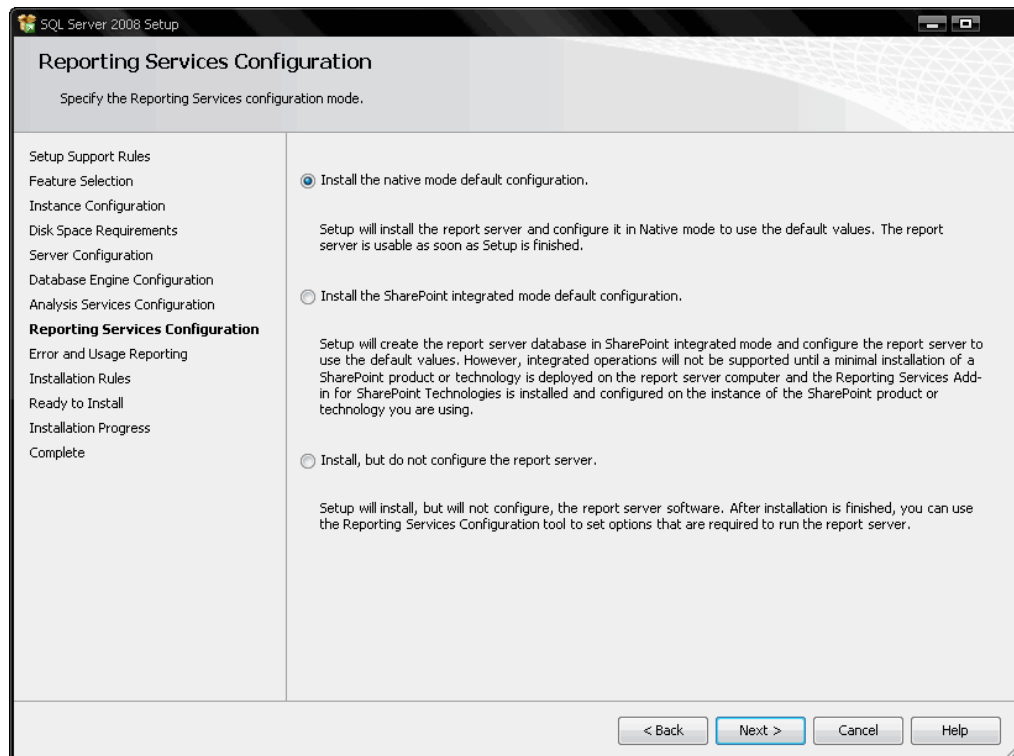 SQL Server 2008 Setup
Reporting Services Configuration
Specify the Reporting Services configuration mode.
Setup Support Rules
Feature Selection
Instance Configuration
Disk Space Requirements
Server Configuration
Database Engine Configuration
Analysis Services Configuration
Reporting Services Configuration
Error and Usage Reporting
Installation Rules
Ready to Install
Installation Progress
Complete
Install the native mode default configuration.
Setup will install the report server and configure it in Native mode to use the default values. The report
server is usable as soon as Setup is finished.
Install the SharePoint integrated mode default configuration.
Setup will create the report server database in SharePoint integrated mode and configure the report server to
use the default values. However, integrated operations will not be supported until a minimal installation of a
SharePoint product or technology is deployed on the report server computer and the Reporting Services Add-
in for SharePoint Technologies is installed and configured on the instance of the SharePoint product or
technology you are using.
Install, but do not configure the report server.
Setup will install, but will not configure, the report server software. After installation is finished, you can use
the Reporting Services Configuration tool to set options that are required to run the report server.
< Back
Next >
Cancel
Help